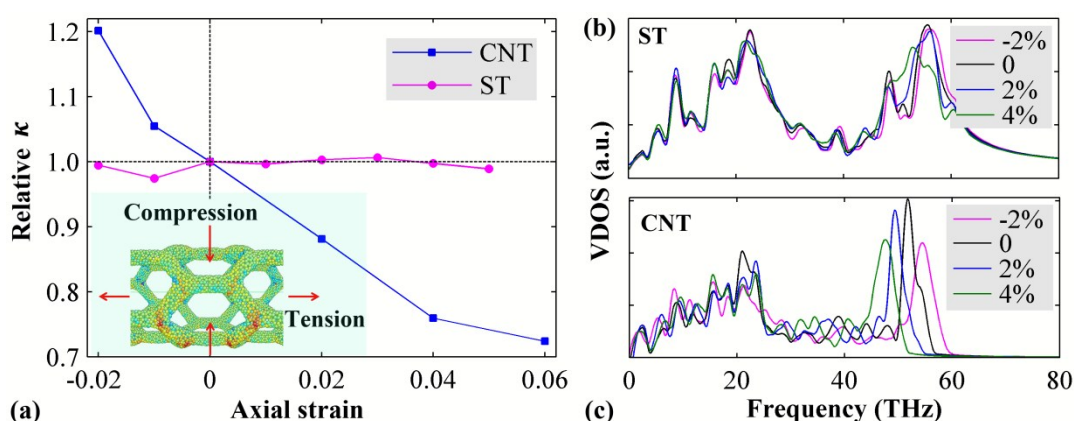 1.2
1.1
1.0
0.9
0.8
0.7
Relative κ
CNT
ST
Compression
Tension
-0.02
0
0.02
0.04
0.06
(a)
Axial strain
(b)
ST
-2%
0
2%
4%
VDOS (a.u.)
CNT
-2%
0
2%
4%
0
20
40
60
80
Frequency (THz)
(c)